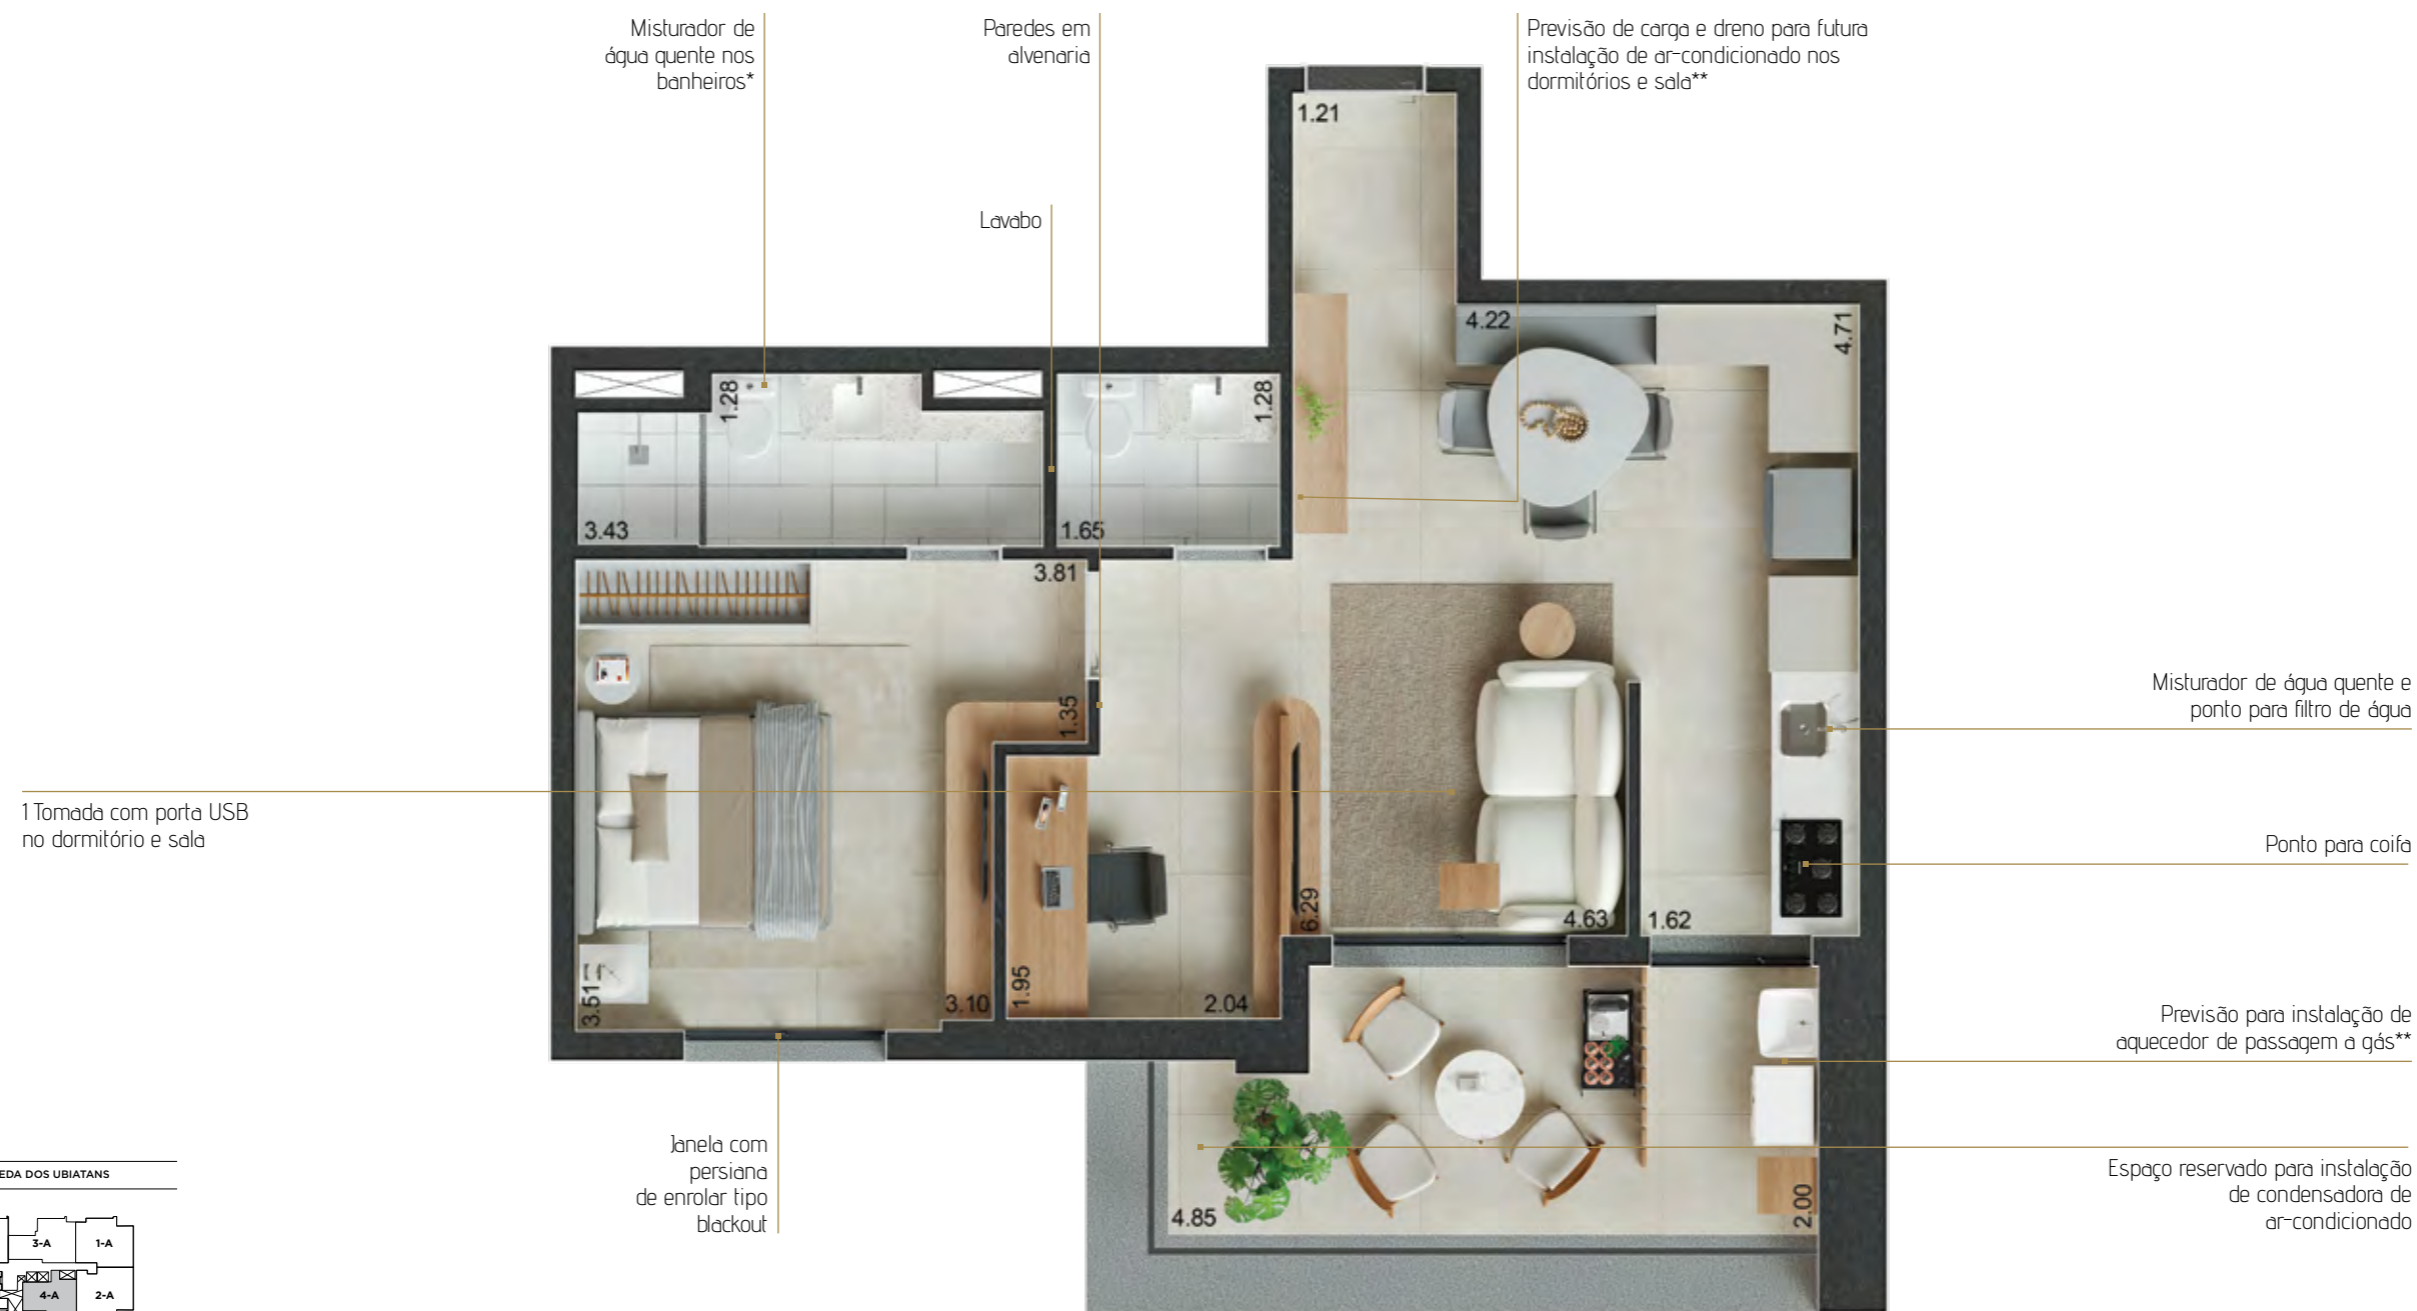 Misturador de
água quente nos
banheiros*
Paredes em
alvenaria
Previsão de carga e dreno para futura
instalação de ar-condicionado nos
dormitórios e sala**
Lavabo
1.21
4.22
4.71
1.28
1.28
3.43
1.65
3.81
1.35
Misturador de água quente e
ponto para filtro de água
1 Tomada com porta USB
no dormitório e sala
Ponto para coifa
6.29
4.63
1.62
3.51
3.10
1.95
2.04
Previsão para instalação de
aquecedor de passagem a gás**
Janela com
persiana
de enrolar tipo
blackout
Espaço reservado para instalação
de condensadora de
ar-condicionado
4.85
2.00
EDA DOS UBIATANS
3-A
1-A
4-A
2-A